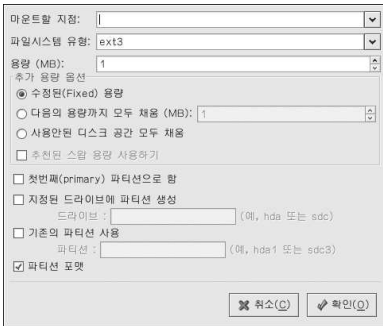 마운트할 지점:
파일시스템 유형: ext3
용량 (MB): 1
추가 용량 옵션
수정된(Fixed) 용량
다음의 용량까지 모두 채움 (MB): 1
사용안된 디스크 공간 모두 채움
추천된 스왑 용량 사용하기
첫번째(primary) 파티션으로 함
지정된 드라이브에 파티션 생성
드라이브 : (예, hda 또는 sdc)
기존의 파티션 사용
파티션 : (예, hda1 또는 sdc3)
파티션 포맷
취소(C) 확인(O)